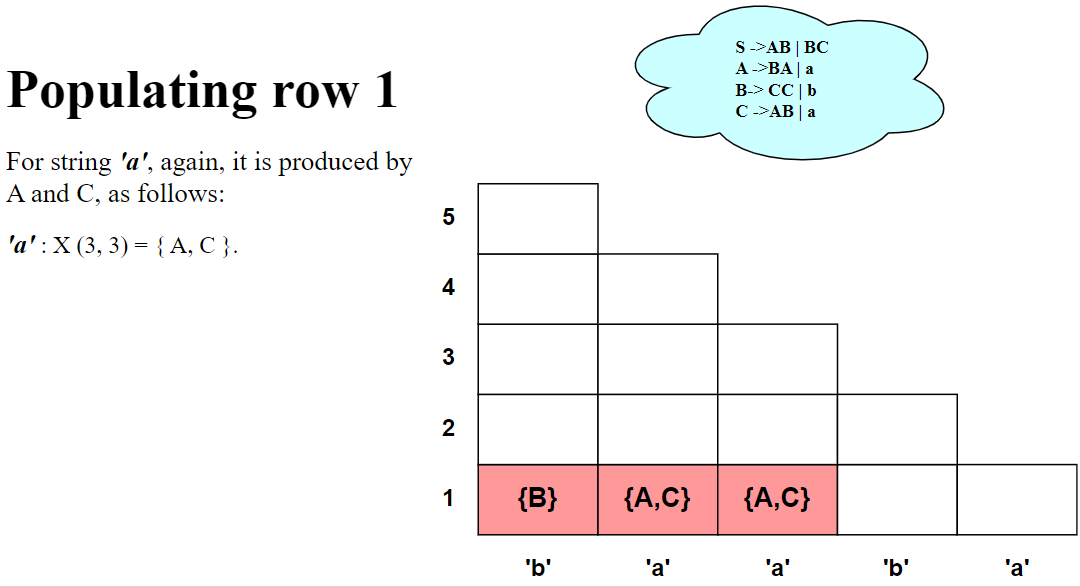 S ->AB | BC
A ->BA | a
B-> CC | b
C ->AB | a
Populating row 1
For string 'a', again, it is produced by
A and C, as follows:
'a' : X (3, 3) = { A, C }.
5
4
3
2
1 {B} {A,C} {A,C}
'b' 'a' 'a' 'b' 'a'